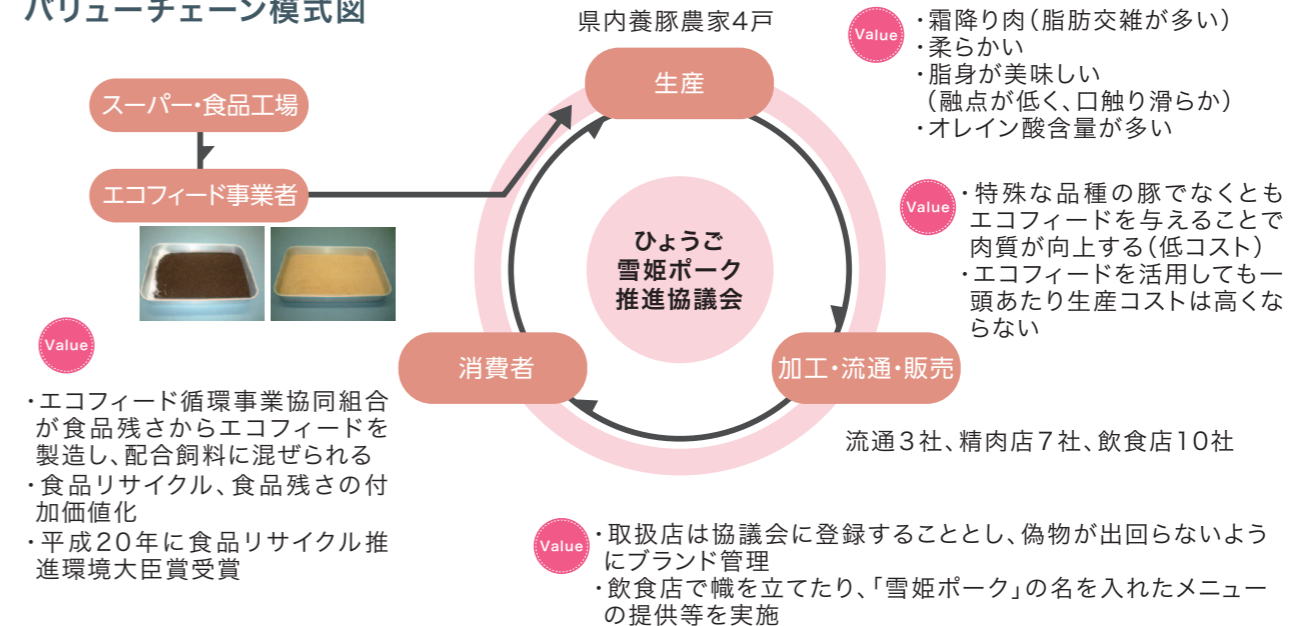 バリューチェーン模式図
県内養豚農家4戸
生産
スーパー・食品工場
エコフィード事業者
ひょうご
雪姫ポーク
推進協議会
消費者
加工・流通・販売
流通3社、精肉店7社、飲食店10社
Value
・霜降り肉(脂肪交雑が多い)
・柔らかい
・脂身が美味しい
(融点が低く、口触り滑らか)
・オレイン酸含量が多い
Value
・特殊な品種の豚でなくとも
エコフィードを与えることで
肉質が向上する(低コスト)
・エコフィードを活用しても一
頭あたり生産コストは高くな
らない
Value
・エコフィード循環事業協同組合
が食品残さからエコフィードを
製造し、配合飼料に混ぜられる
・食品リサイクル、食品残さの付
加価値化
・平成20年に食品リサイクル推
進環境大臣賞受賞
Value
・取扱店は協議会に登録することとし、偽物が出回らないよう
にブランド管理
・飲食店で幟を立てたり、「雪姫ポーク」の名を入れたメニュー
の提供等を実施